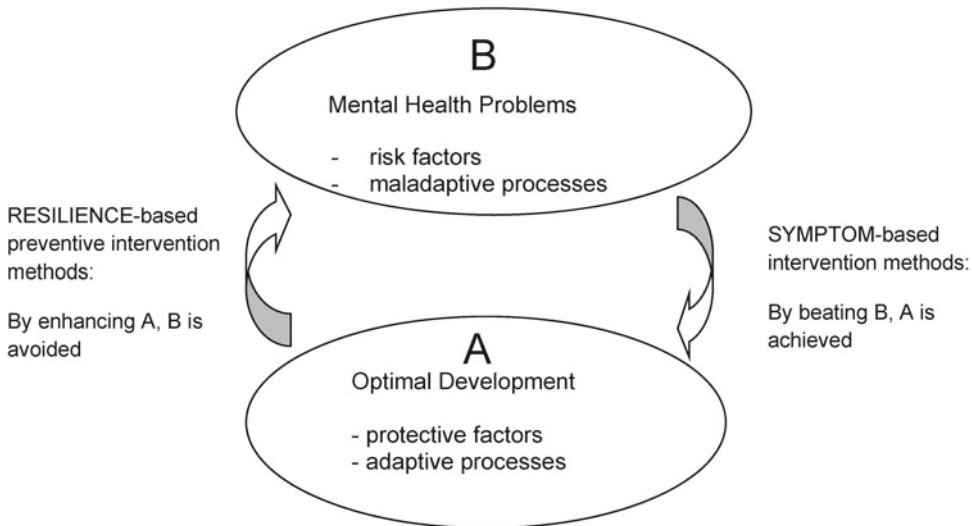 B
Mental Health Problems
- risk factors
- maladaptive processes
RESILIENCE-based
preventive intervention
methods:
By enhancing A, B is
avoided
SYMPTOM-based
intervention methods:
By beating B, A is
achieved
A
Optimal Development
- protective factors
- adaptive processes